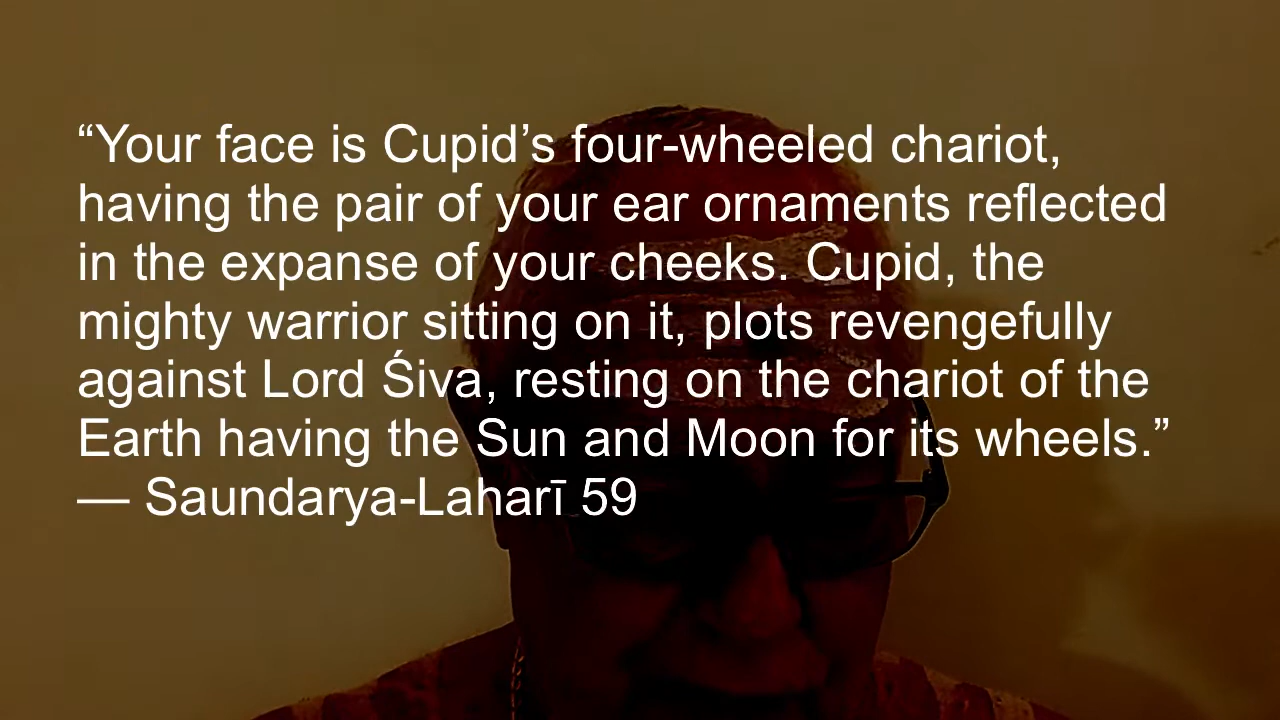 “Your face is Cupid’s four-wheeled chariot,
having the pair of your ear ornaments reflected
in the expanse of your cheeks. Cupid, the
mighty warrior sitting on it, plots revengefully
against Lord Śiva, resting on the chariot of the
Earth having the Sun and Moon for its wheels.”
— Saundarya-Laharī 59